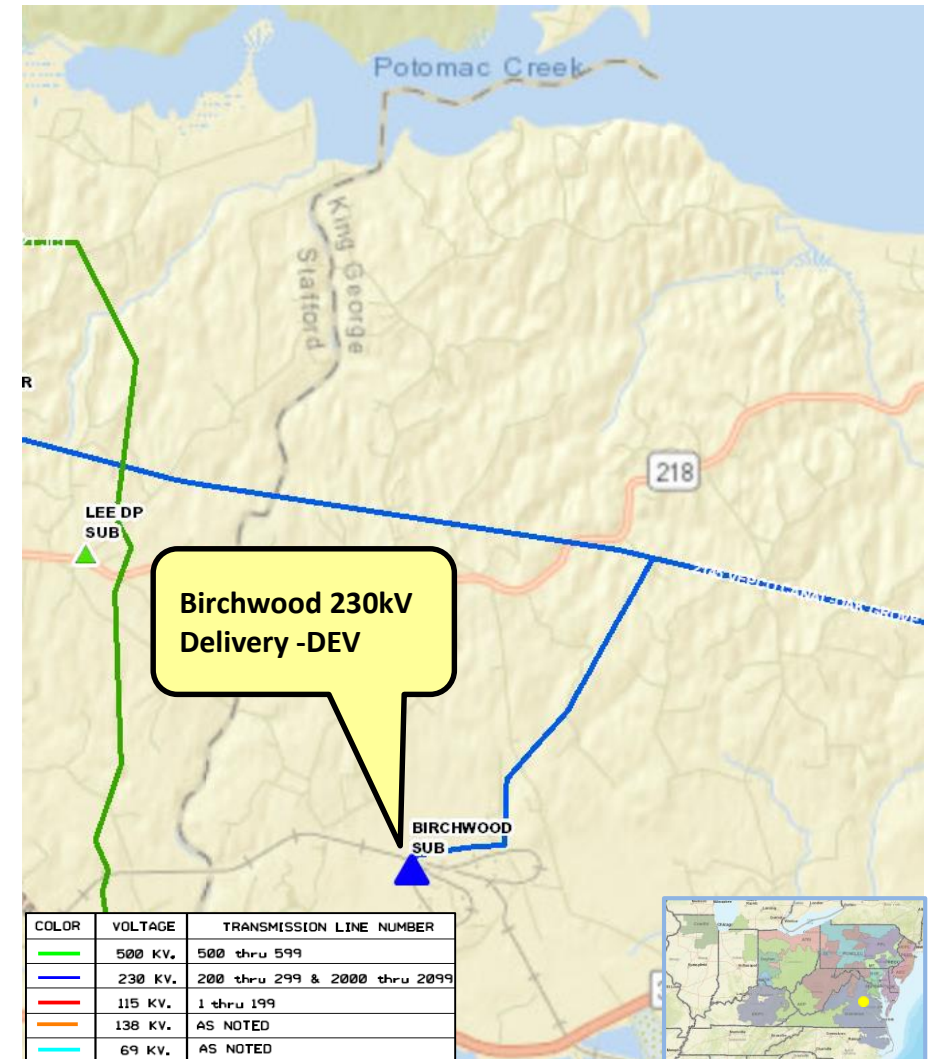 Potomac Creek
King George
Stafford
R
218
LEE DP
SUB
Birchwood 230kV
Delivery -DEV
BIRCHWOOD
SUB
COLOR VOLTAGE TRANSMISSION LINE NUMBER
500 KV. 500 thru 599
230 KV. 200 thru 299 & 2000 thru 2099
115 KV. 1 thru 199
138 KV. AS NOTED
69 KV. AS NOTED
3